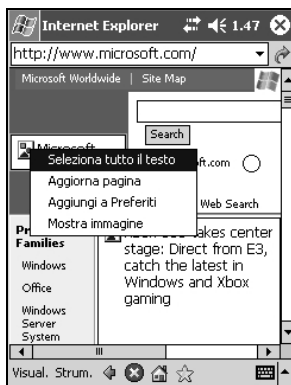 Internet Explorer 1.47
http://www.microsoft.com/
Microsoft Worldwide | Site Map
Search
Microsoft
ft.com
Seleziona tutto il testo
Aggiorna pagina
Aggiungi a Preferiti
Mostra immagine
Web Search
Pr
Families
Windows
Office
Windows
Server
System
akes center
stage: Direct from E3,
catch the latest in
Windows and Xbox
gaming
Visual. Strum.